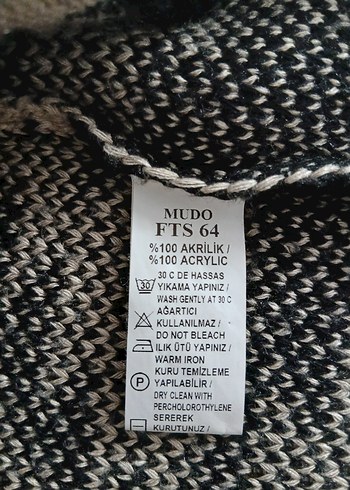 MUDO
FTS 64
%100 AKRİLİK /
%100 ACRYLIC
30 C DE HASSAS
30 YIKAMA YAPINIZ /
WASH GENTLY AT 30 C
AĞARTICI
KULLANILMAZ /
DO NOT BLEACH
ILIK ÜTÜ YAPINIZ /
WARM IRON
KURU TEMİZLEME
P YAPILABİLİR /
DRY CLEAN WITH
PERCHOLOROTHYLENE
SEREREK
KURUTUNUZ /